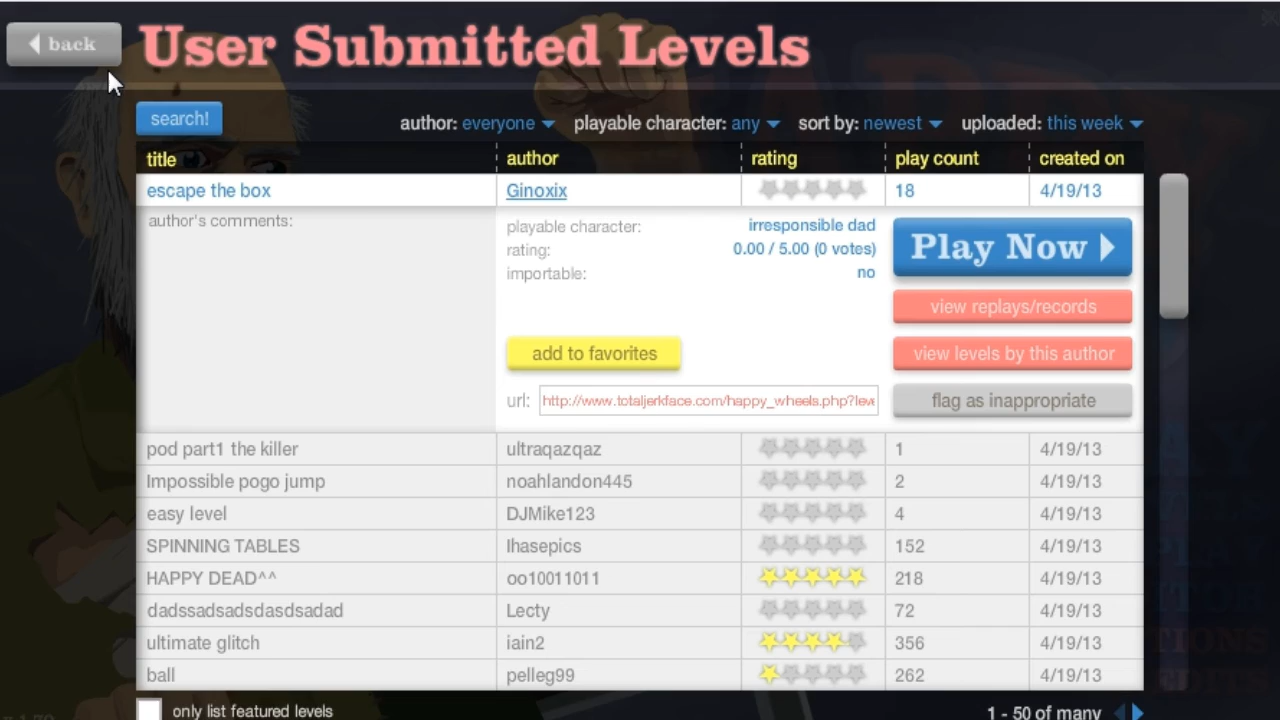 back User Submitted Levels
search! author: everyone playable character: any sort by: newest uploaded: this week
title author rating play count created on
escape the box Ginoxix 18 4/19/13
author's comments: playable character: irresponsible dad Play Now
rating: 0.00 / 5.00 (0 votes)
importable: no
view replays/records
add to favorites view levels by this author
url: http://www.totaljerkface.com/happy_wheels.php?leve flag as inappropriate
pod part1 the killer ultraqazqaz 1 4/19/13
Impossible pogo jump noahlandon445 2 4/19/13
easy level DJMike123 4 4/19/13
SPINNING TABLES Ihasepics 152 4/19/13
HAPPY DEAD^^ oo10011011 218 4/19/13
dadssadsadsdasdsadad Lecty 72 4/19/13
ultimate glitch iain2 356 4/19/13
ball pelleg99 262 4/19/13
only list featured levels 1 - 50 of many